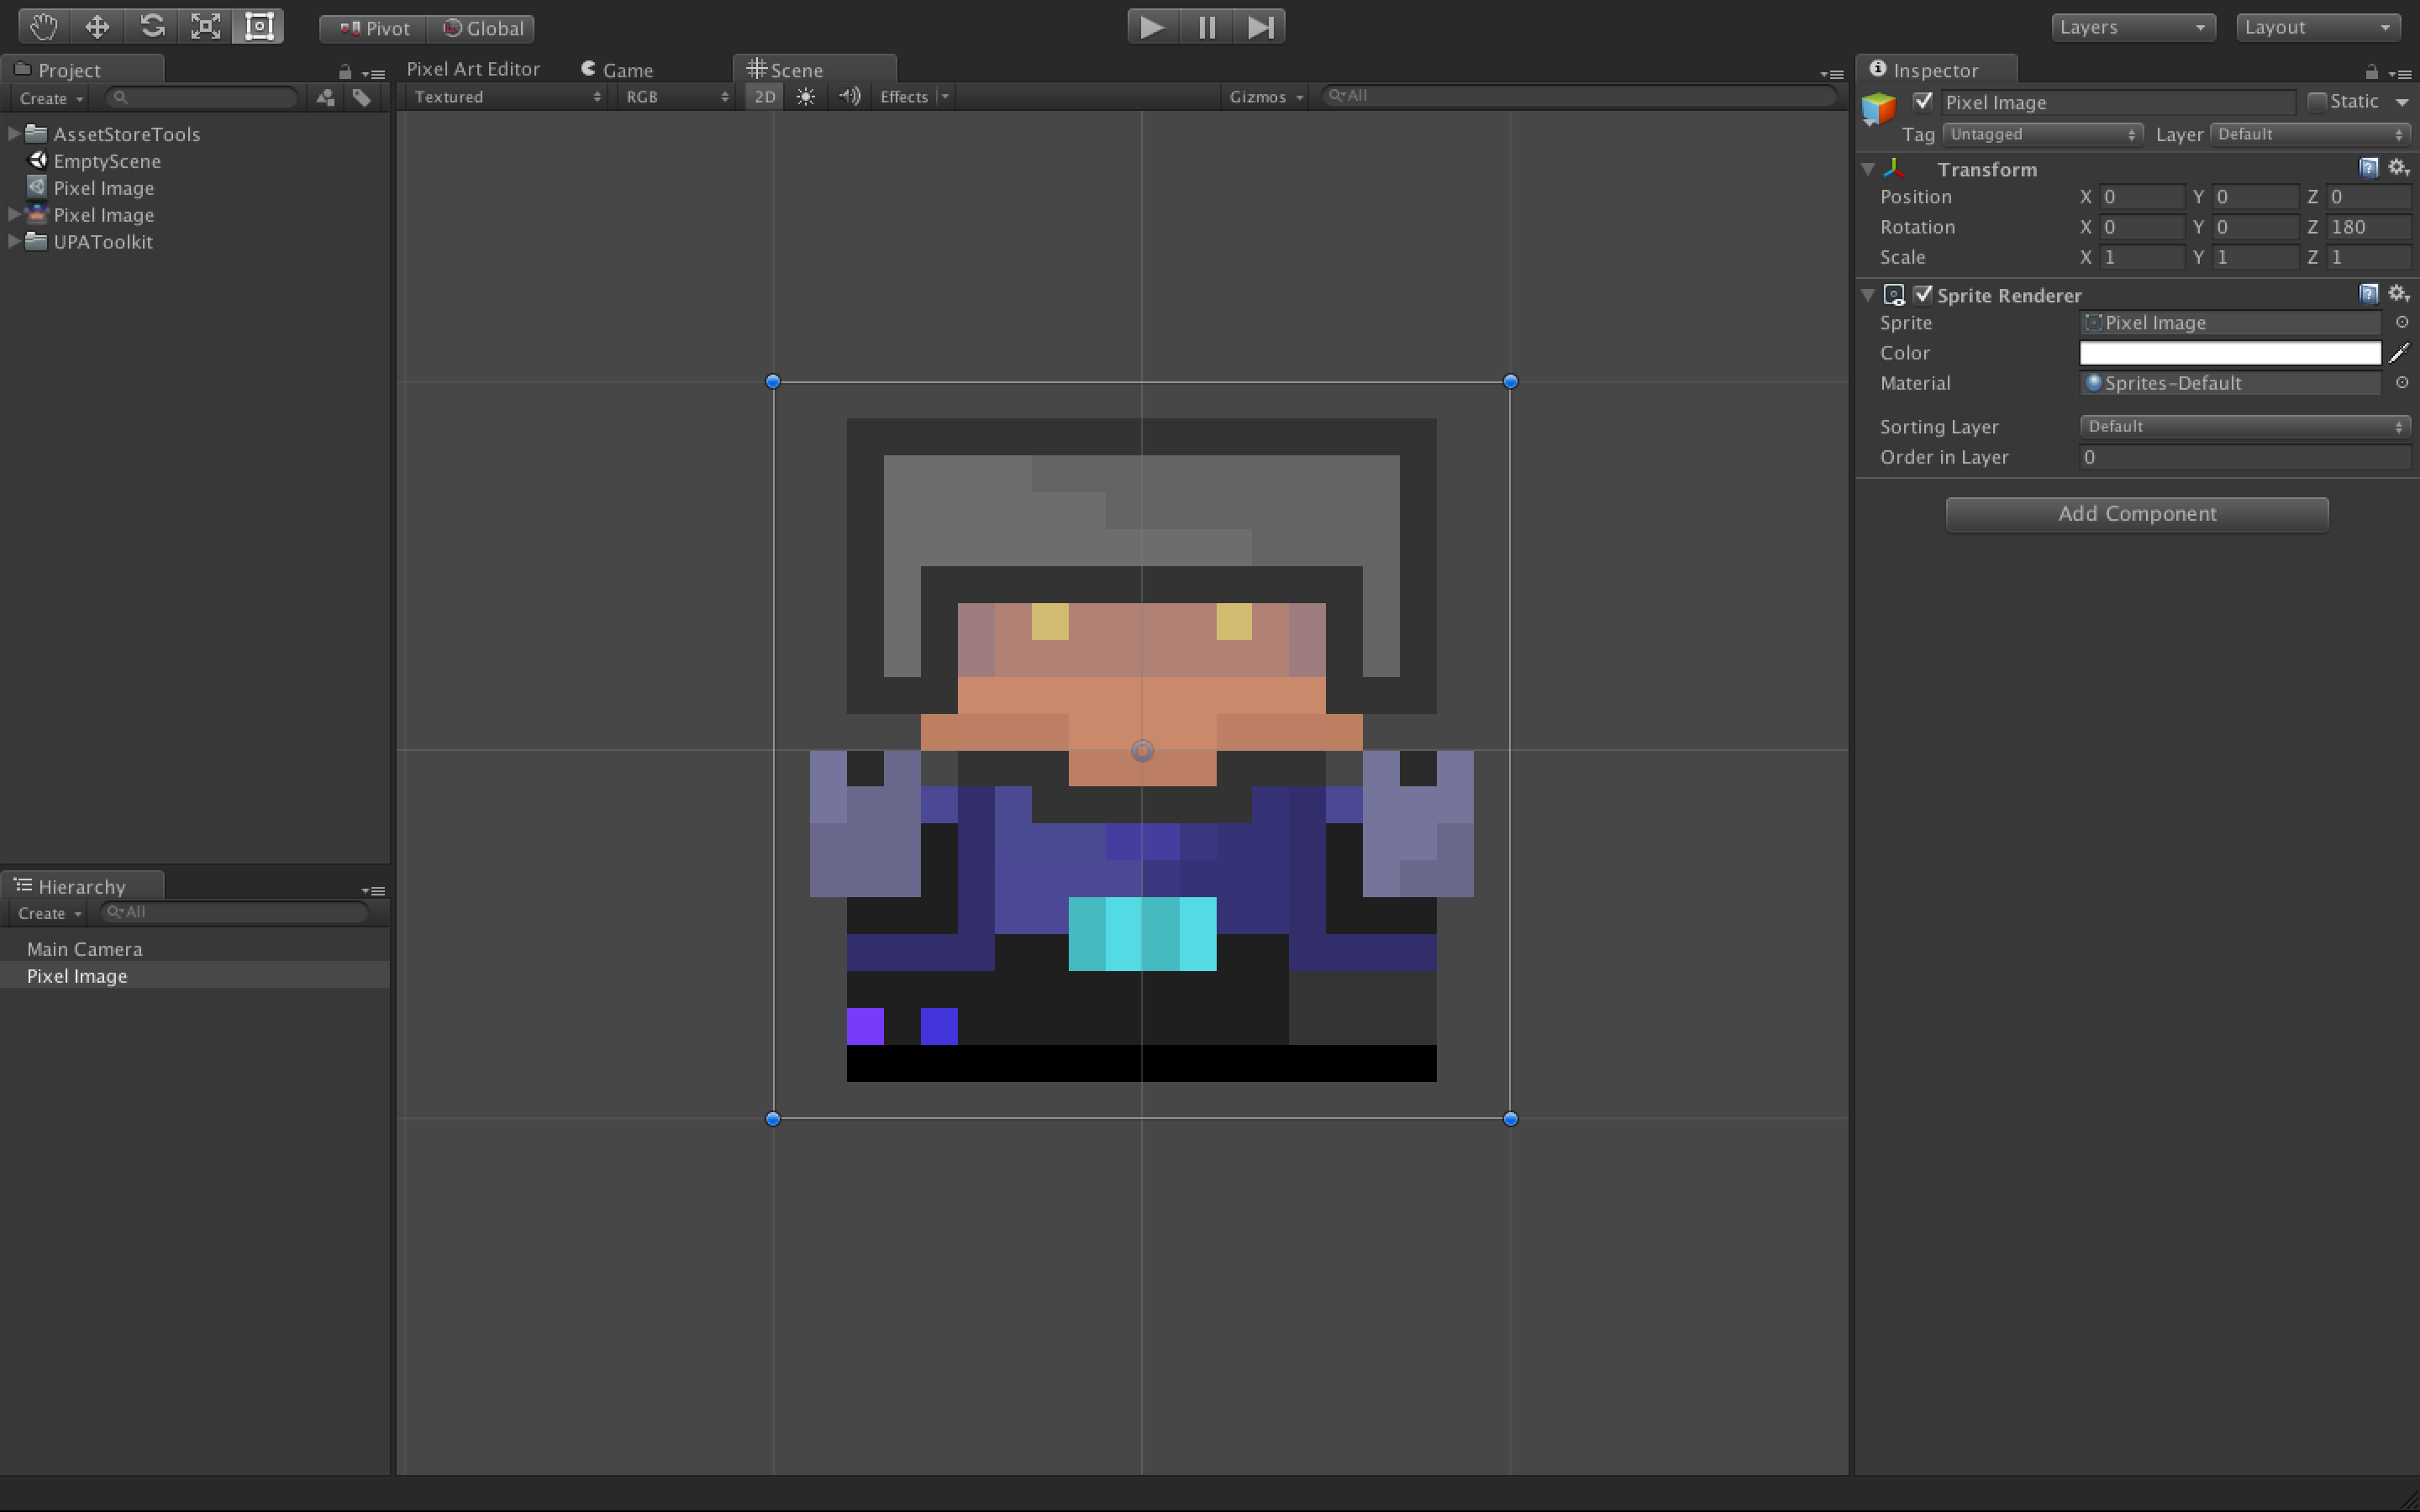 Pivot Global Layers Layout
Project
Create
AssetStoreTools
EmptyScene
Pixel Image
Pixel Image
UPAToolkit
Hierarchy
Create All
Main Camera
Pixel Image
Pixel Art Editor Game Scene
Textured RGB 2D Effects Gizmos All
Inspector
Pixel Image Static
Tag Untagged Layer Default
Transform
Position X 0 Y 0 Z 0
Rotation X 0 Y 0 Z 180
Scale X 1 Y 1 Z 1
Sprite Renderer
Sprite Pixel Image
Color
Material Sprites-Default
Sorting Layer Default
Order in Layer 0
Add Component